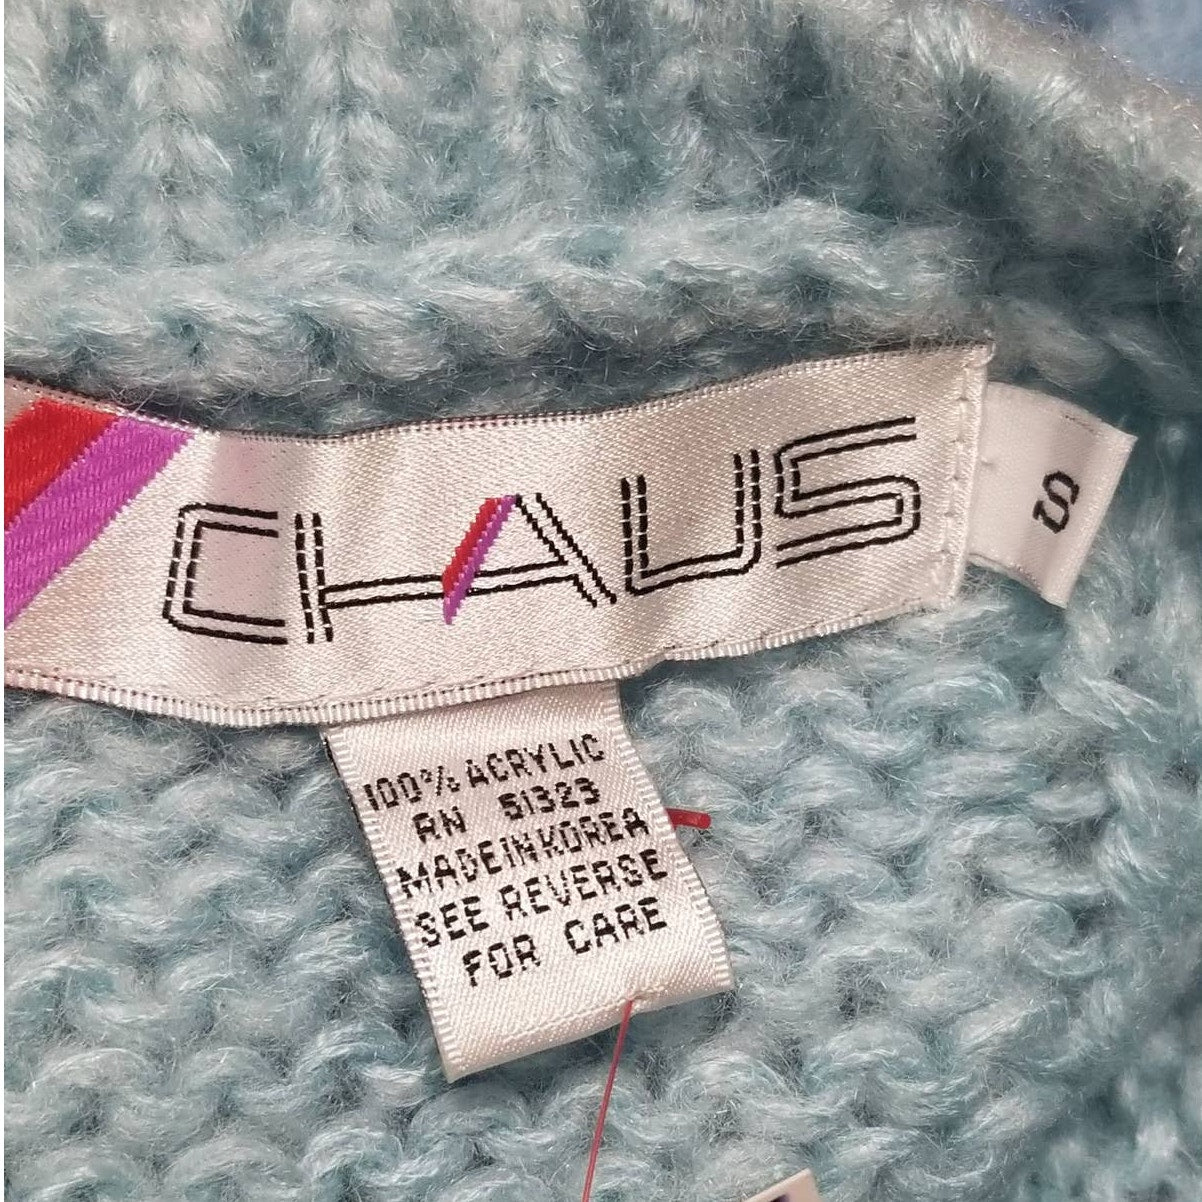 CHAUS
S
100% ACRYLIC
RN 51323
MADE IN KOREA
SEE REVERSE
FOR CARE